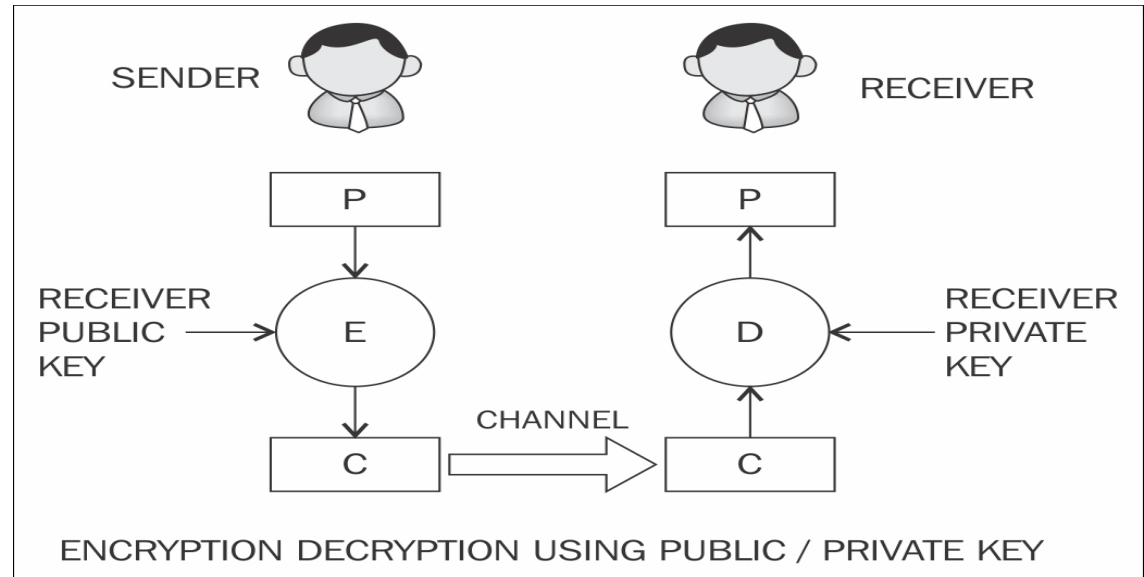 SENDER
RECEIVER
P
P
RECEIVER
PUBLIC
KEY
E
D
RECEIVER
PRIVATE
KEY
CHANNEL
C
C
ENCRYPTION DECRYPTION USING PUBLIC / PRIVATE KEY